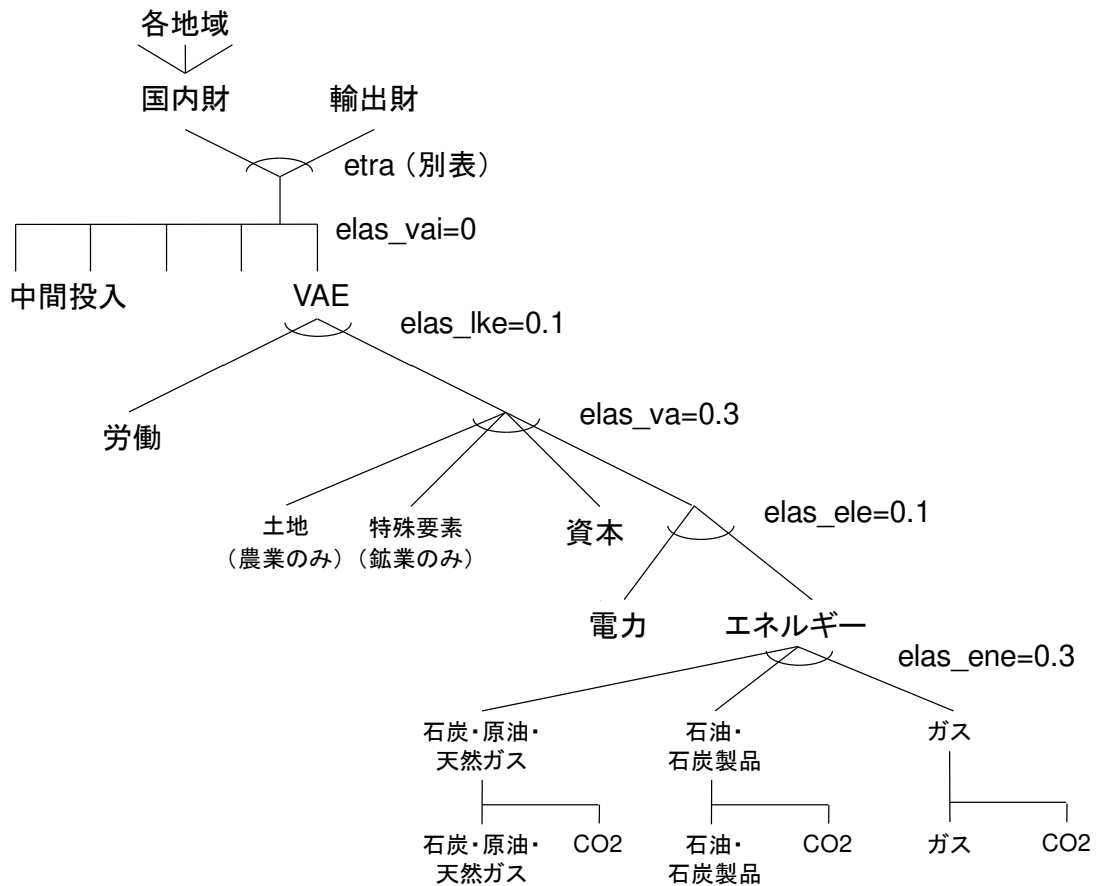 各地域
国内財
輸出財
etra（別表）
elas_vai=0
中間投入
VAE
elas_lke=0.1
労働
elas_va=0.3
土地
（農業のみ）
特殊要素
（鉱業のみ）
資本
elas_ele=0.1
電力
エネルギー
elas_ene=0.3
石炭・原油・
天然ガス
石油・
石炭製品
ガス
石炭・原油・
天然ガス
CO2
石油・
石炭製品
CO2
ガス
CO2